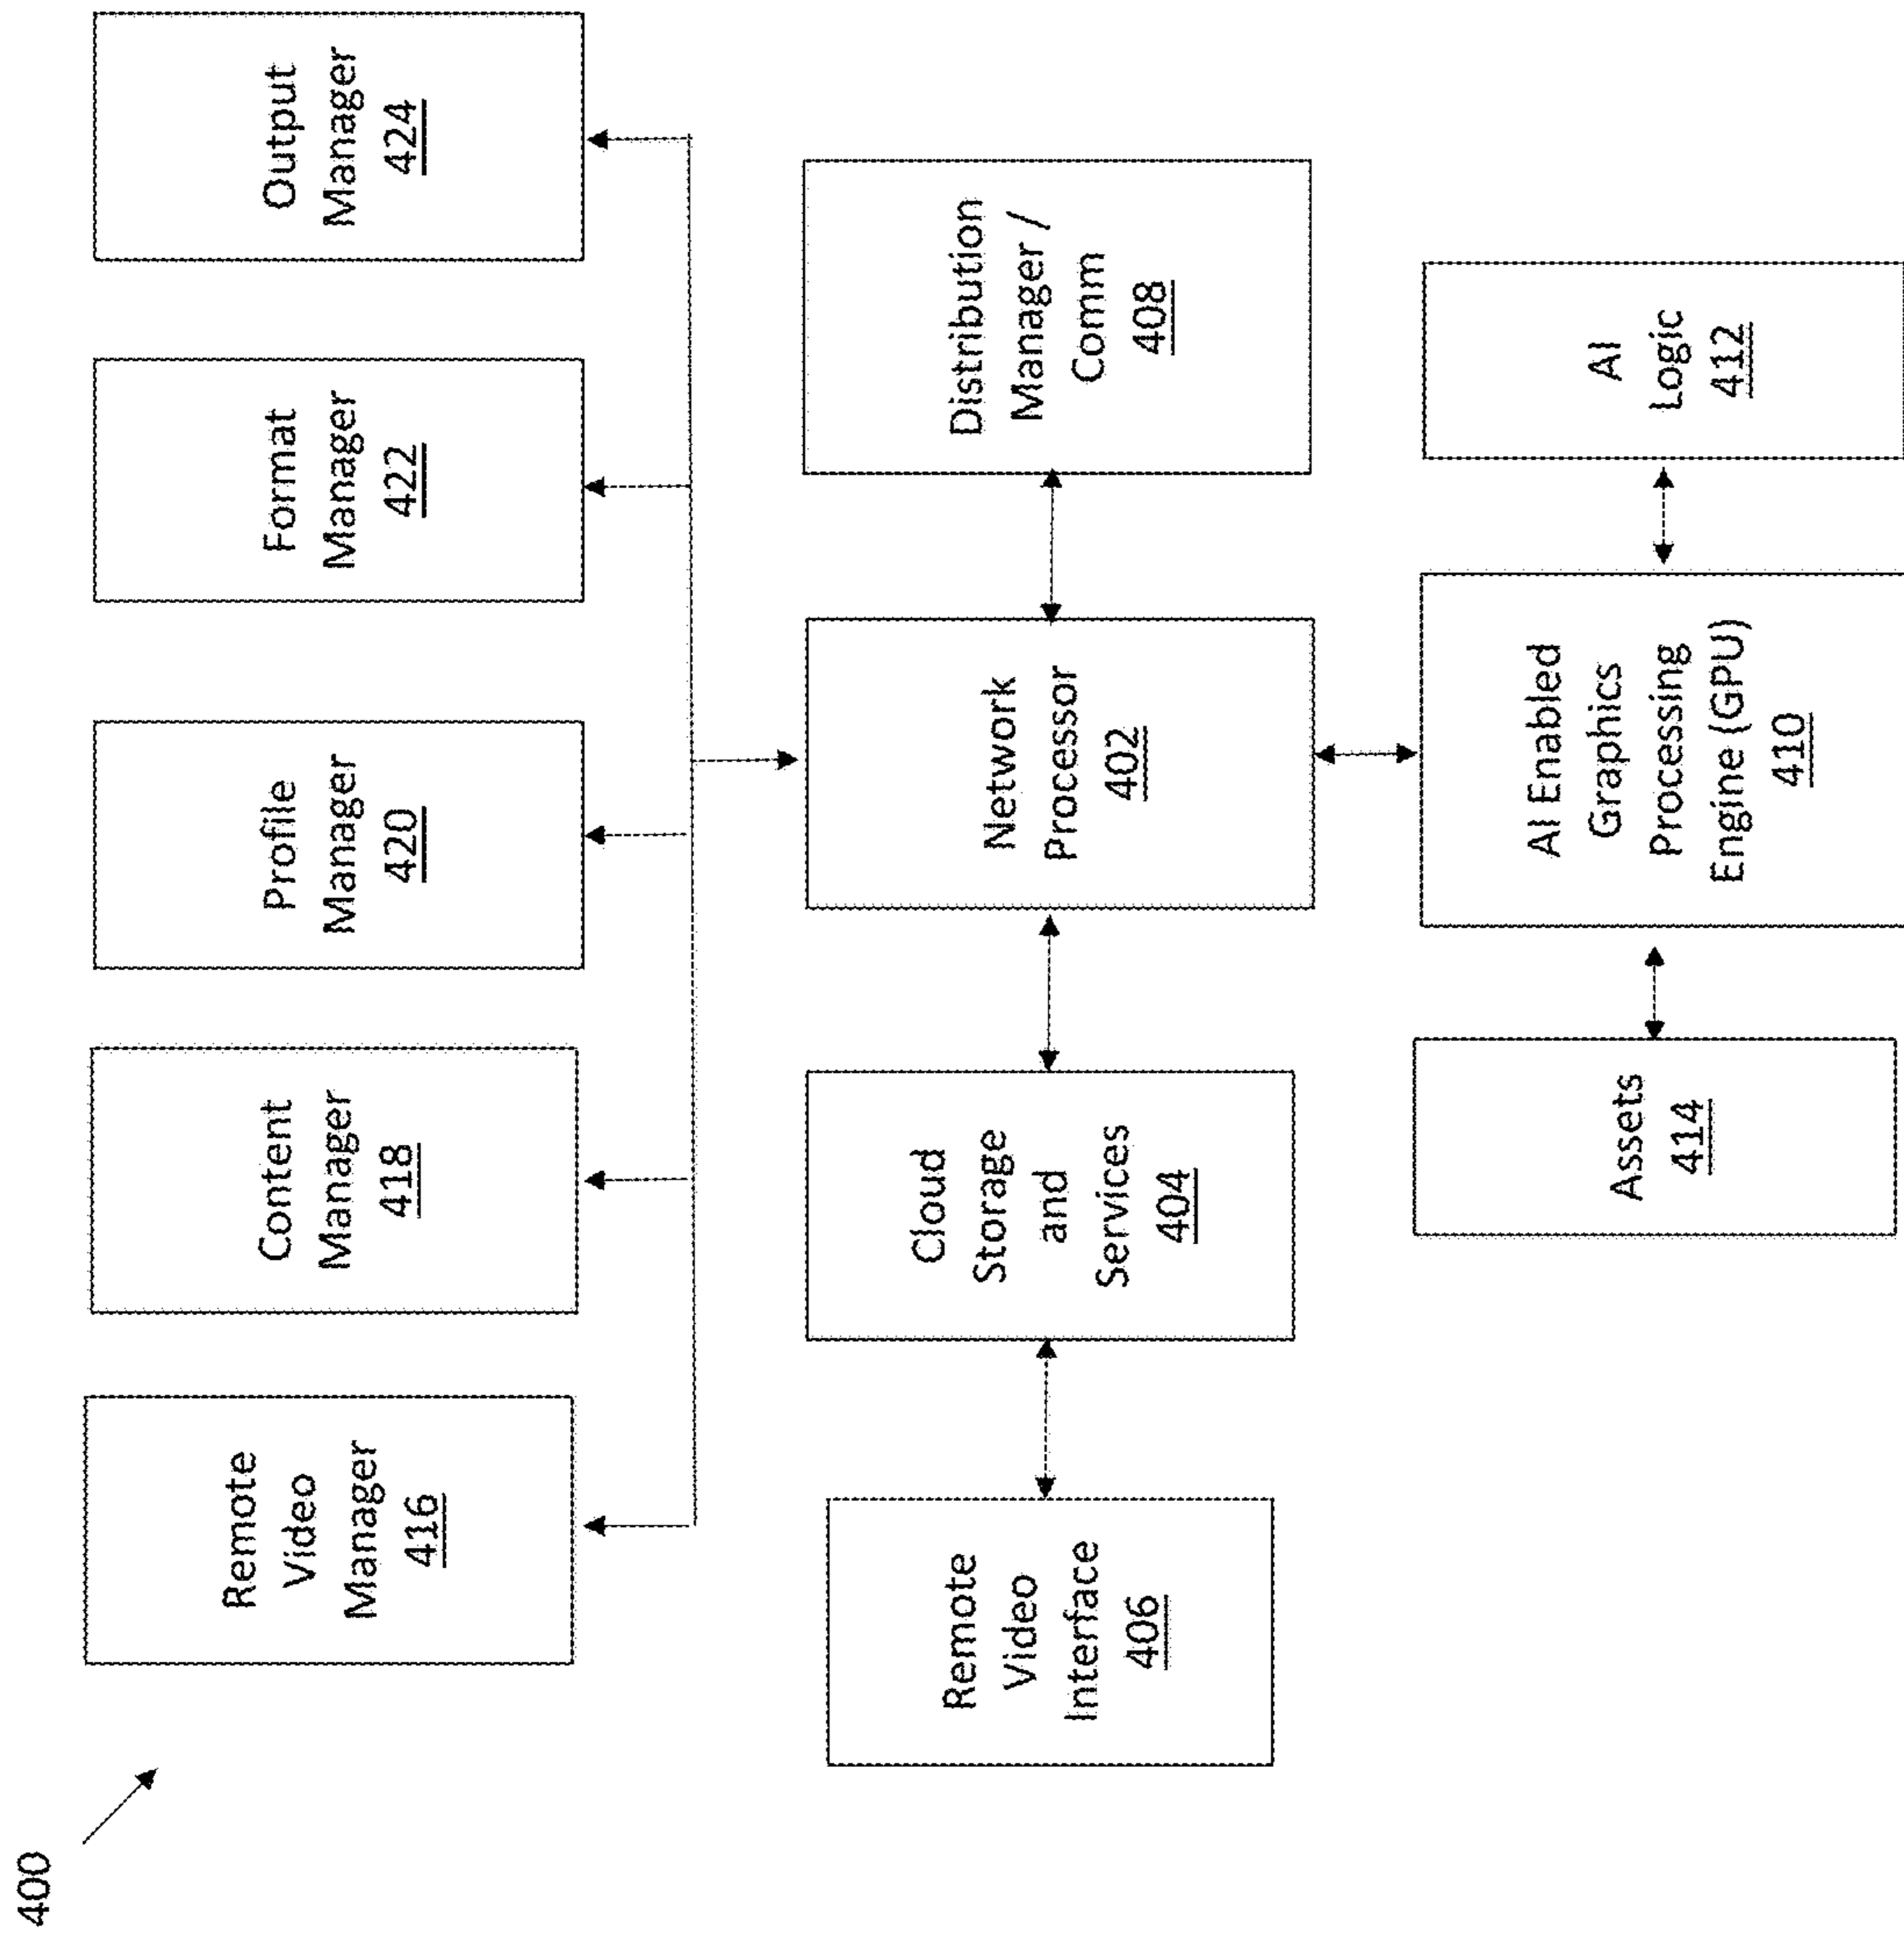 400
Remote
Video
Manager
416
Content
Manager
418
Profile
Manager
420
Format
Manager
422
Output
Manager
424
Remote
Video
Interface
406
Cloud
Storage
and
Services
404
Network
Processor
402
Distribution
Manager /
Comm
408
Assets
414
AI Enabled
Graphics
Processing
Engine (GPU)
410
AI
Logic
412